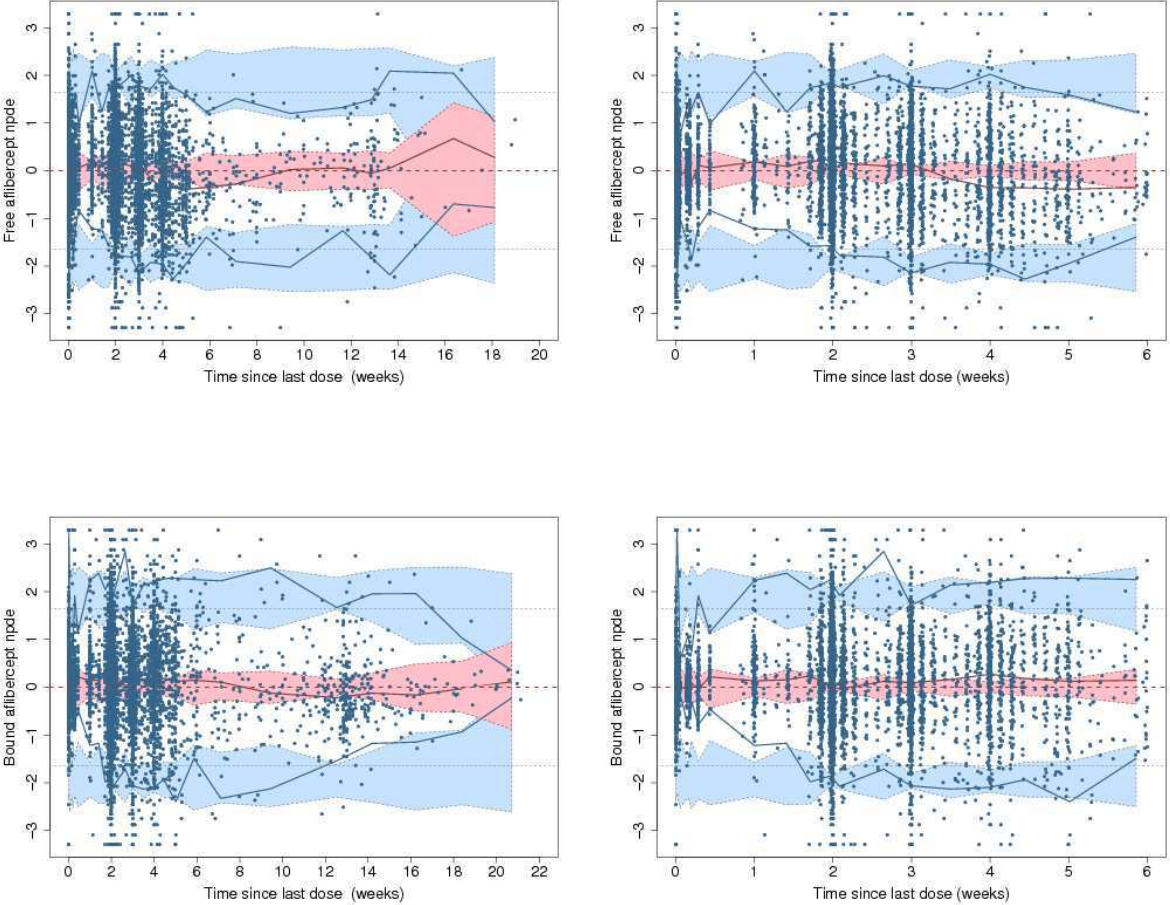 Free aflibercept npde
3
2
1
0
−1
−2
−3
0 2 4 6 8 10 12 14 16 18 20
Time since last dose (weeks)
Free aflibercept npde
3
2
1
0
−1
−2
−3
0 1 2 3 4 5 6
Time since last dose (weeks)
Bound aflibercept npde
3
2
1
0
−1
−2
−3
0 2 4 6 8 10 12 14 16 18 20 22
Time since last dose (weeks)
Bound aflibercept npde
3
2
1
0
−1
−2
−3
0 1 2 3 4 5 6
Time since last dose (weeks)